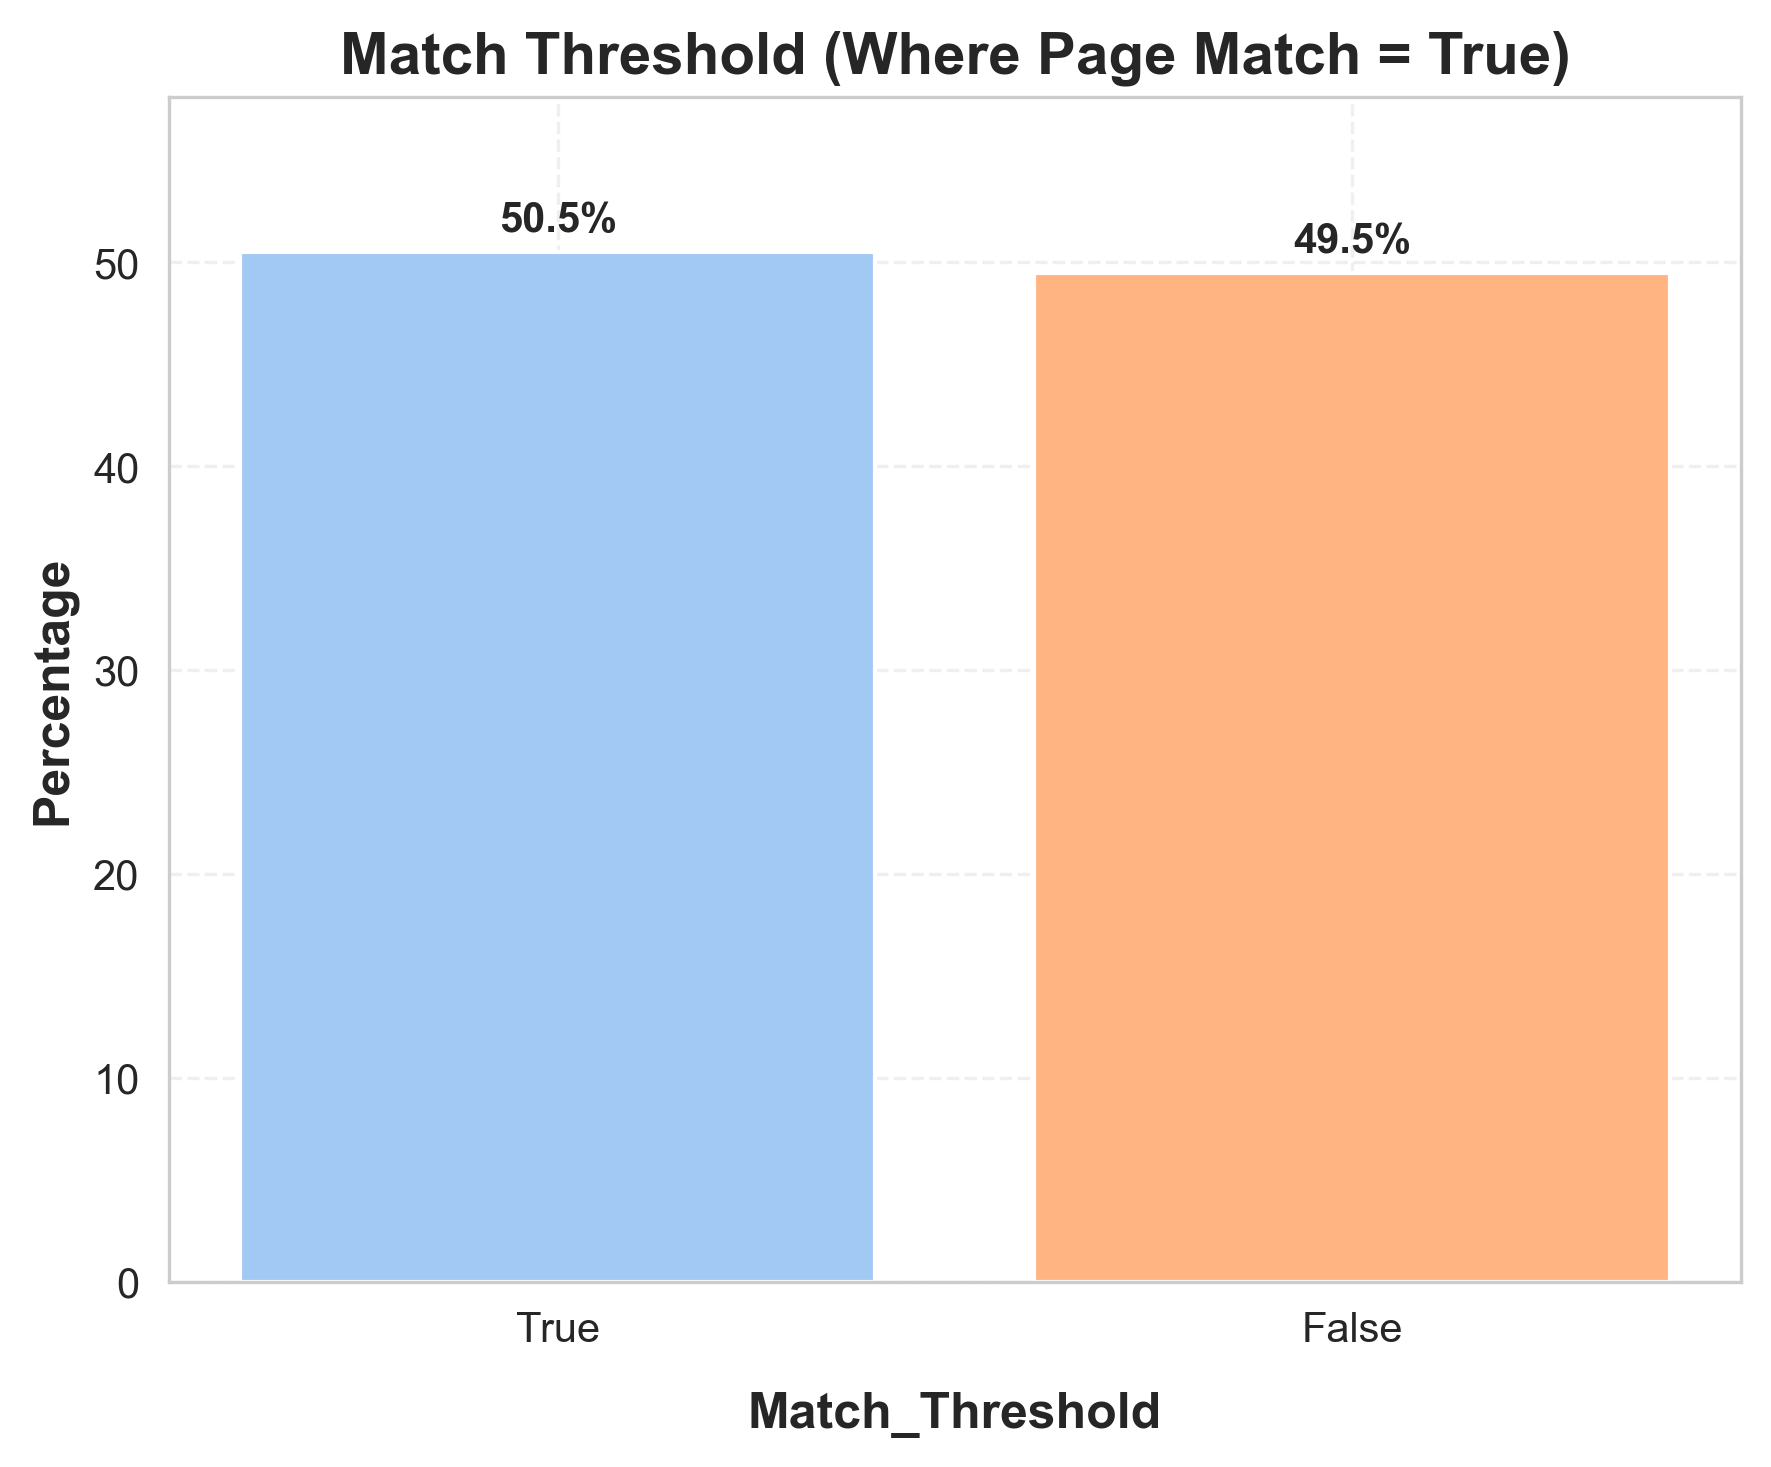 Match Threshold (Where Page Match = True)
50.5%
49.5%
50
40
30
20
10
0
Percentage
True
False
Match_Threshold